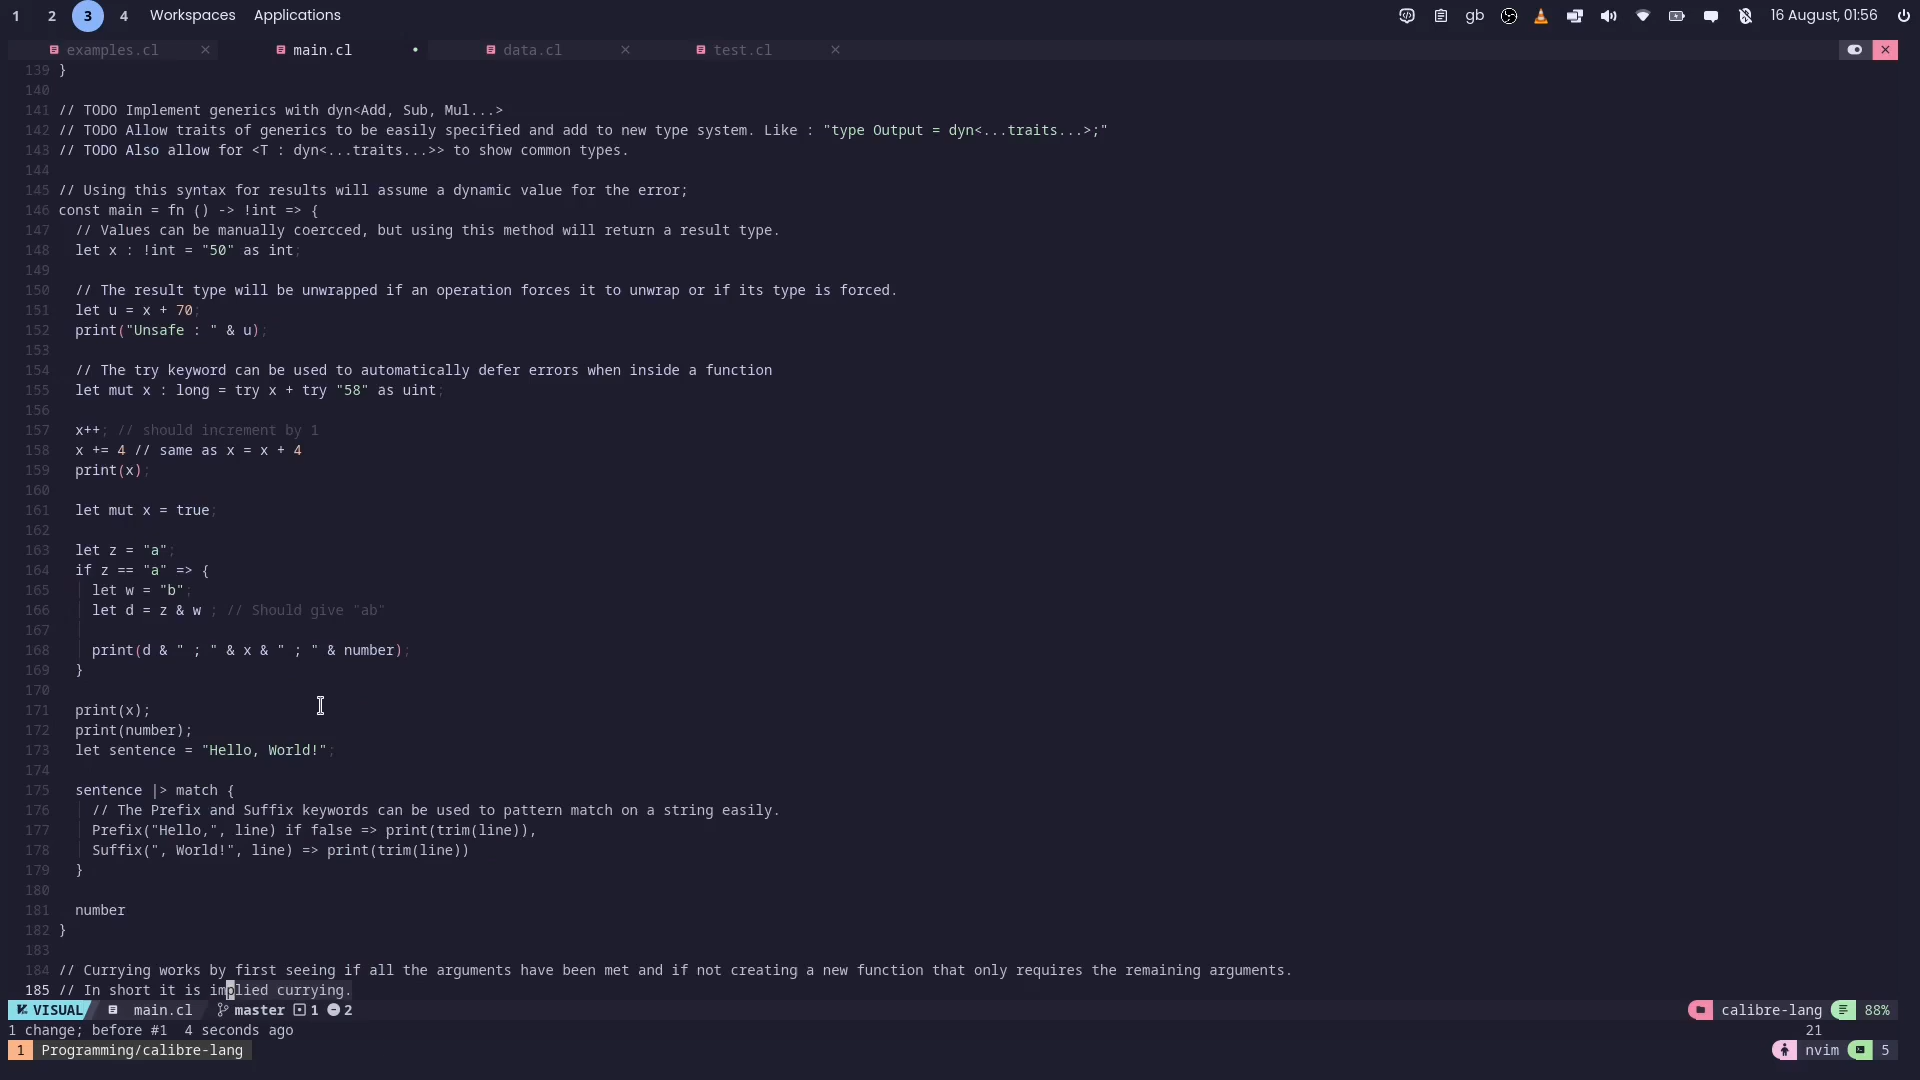 1 2 3 4 Workspaces Applications gb 16 August, 01:56
examples.cl main.cl data.cl test.cl
139 }
140
141 // TODO Implement generics with dyn<Add, Sub, Mul...>
142 // TODO Allow traits of generics to be easily specified and add to new type system. Like : "type Output = dyn<...traits...>;"
143 // TODO Also allow for <T : dyn<...traits...>> to show common types.
144
145 // Using this syntax for results will assume a dynamic value for the error;
146 const main = fn () -> !int => {
147   // Values can be manually coercced, but using this method will return a result type.
148   let x : !int = "50" as int;
149
150   // The result type will be unwrapped if an operation forces it to unwrap or if its type is forced.
151   let u = x + 70;
152   print("Unsafe : " & u);
153
154   // The try keyword can be used to automatically defer errors when inside a function
155   let mut x : long = try x + try "58" as uint;
156
157   x++; // should increment by 1
158   x += 4 // same as x = x + 4
159   print(x);
160
161   let mut x = true;
162
163   let z = "a";
164   if z == "a" => {
165     let w = "b";
166     let d = z & w ; // Should give "ab"
167
168     print(d & " ; " & x & " ; " & number);
169   }
170
171   print(x);
172   print(number);
173   let sentence = "Hello, World!";
174
175   sentence |> match {
176     // The Prefix and Suffix keywords can be used to pattern match on a string easily.
177     Prefix("Hello,", line) if false => print(trim(line)),
178     Suffix(", World!", line) => print(trim(line))
179   }
180
181   number
182 }
183
184 // Currying works by first seeing if all the arguments have been met and if not creating a new function that only requires the remaining arguments.
185 // In short it is implied currying.
VISUAL main.cl master 1 2 calibre-lang 88%
1 change; before #1  4 seconds ago 21
1 Programming/calibre-lang nvim 5